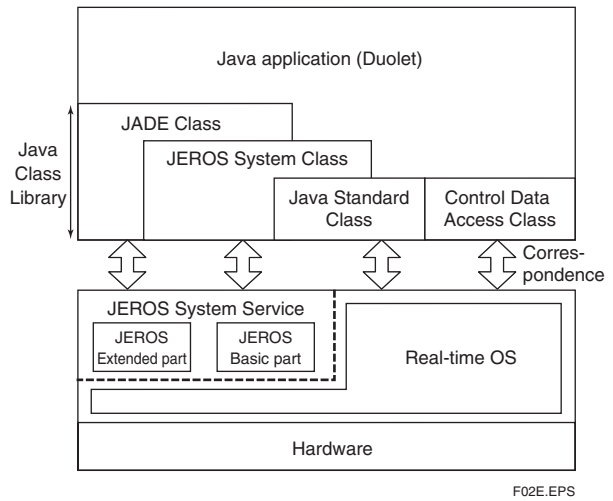 Java application (Duolet)
JADE Class
JEROS System Class
Java
Class
Library
Java Standard
Class
Control Data
Access Class
Corres-
pondence
JEROS System Service
JEROS
Extended part
JEROS
Basic part
Real-time OS
Hardware
F02E.EPS